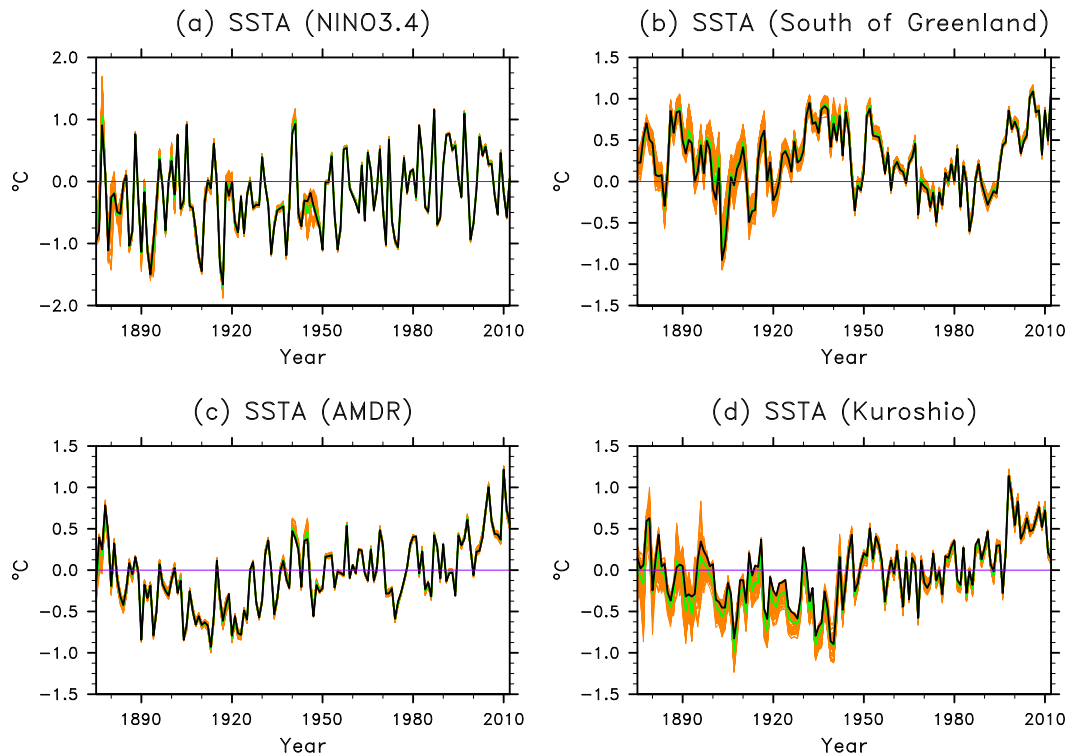 (a) SSTA (NINO3.4)
2.0
1.0
0.0
−1.0
−2.0
°C
1890 1920 1950 1980 2010
Year
(b) SSTA (South of Greenland)
1.5
1.0
0.5
0.0
−0.5
−1.0
−1.5
°C
1890 1920 1950 1980 2010
Year
(c) SSTA (AMDR)
1.5
1.0
0.5
0.0
−0.5
−1.0
−1.5
°C
1890 1920 1950 1980 2010
Year
(d) SSTA (Kuroshio)
1.5
1.0
0.5
0.0
−0.5
−1.0
−1.5
°C
1890 1920 1950 1980 2010
Year